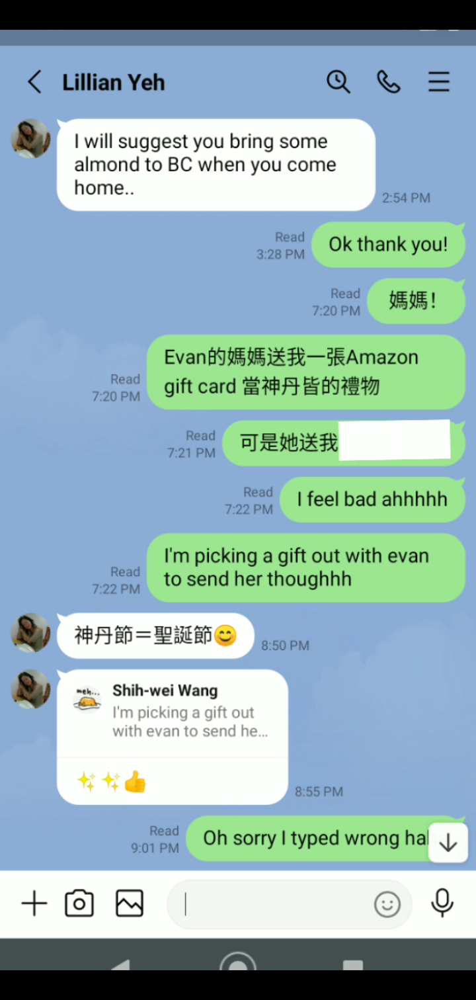 Lillian Yeh
I will suggest you bring some
almond to BC when you come
home..
2:54 PM
Read
3:28 PM
Ok thank you!
Read
7:20 PM
媽媽!
Read
7:20 PM
Evan的媽媽送我一張Amazon
gift card 當神丹皆的禮物
Read
7:21 PM
可是她送我
Read
7:22 PM
I feel bad ahhhhh
Read
7:22 PM
I'm picking a gift out with evan
to send her thoughhh
神丹節＝聖誕節😊
8:50 PM
meh...
Shih-wei Wang
I'm picking a gift out
with evan to send he...
✨✨👍
8:55 PM
Read
9:01 PM
Oh sorry I typed wrong